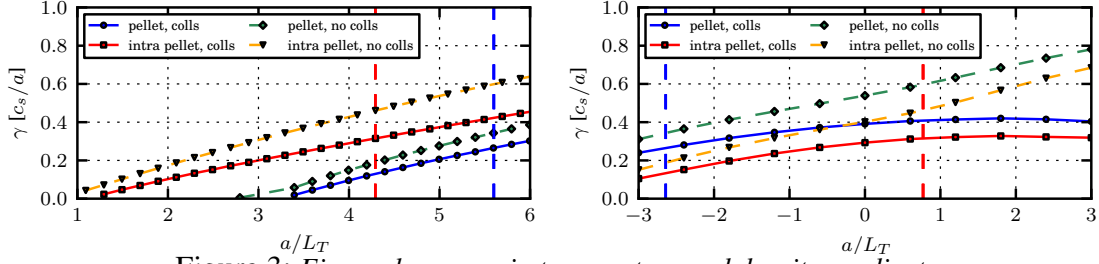 1.0
0.8
0.6
0.4
0.2
0.0
γ [c_s/a]
pellet, colls
intra pellet, colls
pellet, no colls
intra pellet, no colls
1 2 3 4 5 6
a/L_T
1.0
0.8
0.6
0.4
0.2
0.0
γ [c_s/a]
pellet, colls
intra pellet, colls
pellet, no colls
intra pellet, no colls
−3 −2 −1 0 1 2 3
a/L_T